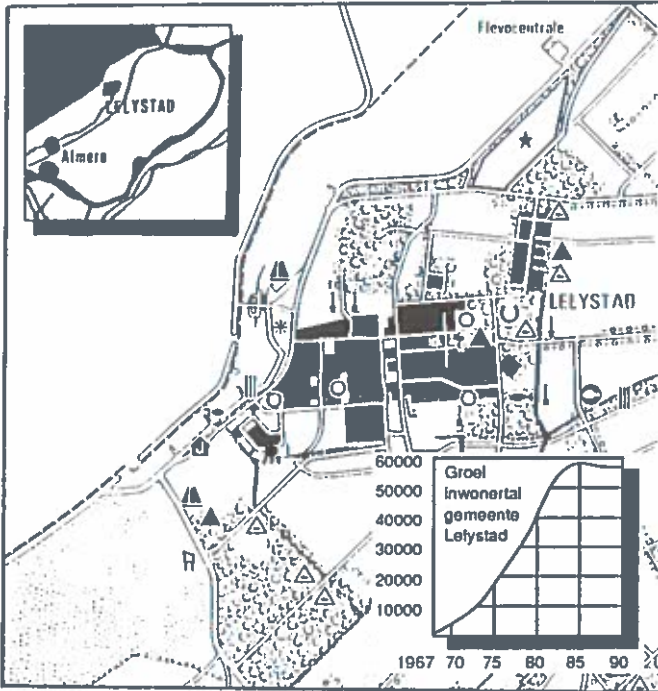 Flevocentrale
LELYSTAD
Almere
LELYSTAD
60000
50000
40000
30000
20000
10000
Groei
inwonertal
gemeente
Lelystad
1967 70 75 80 85 90